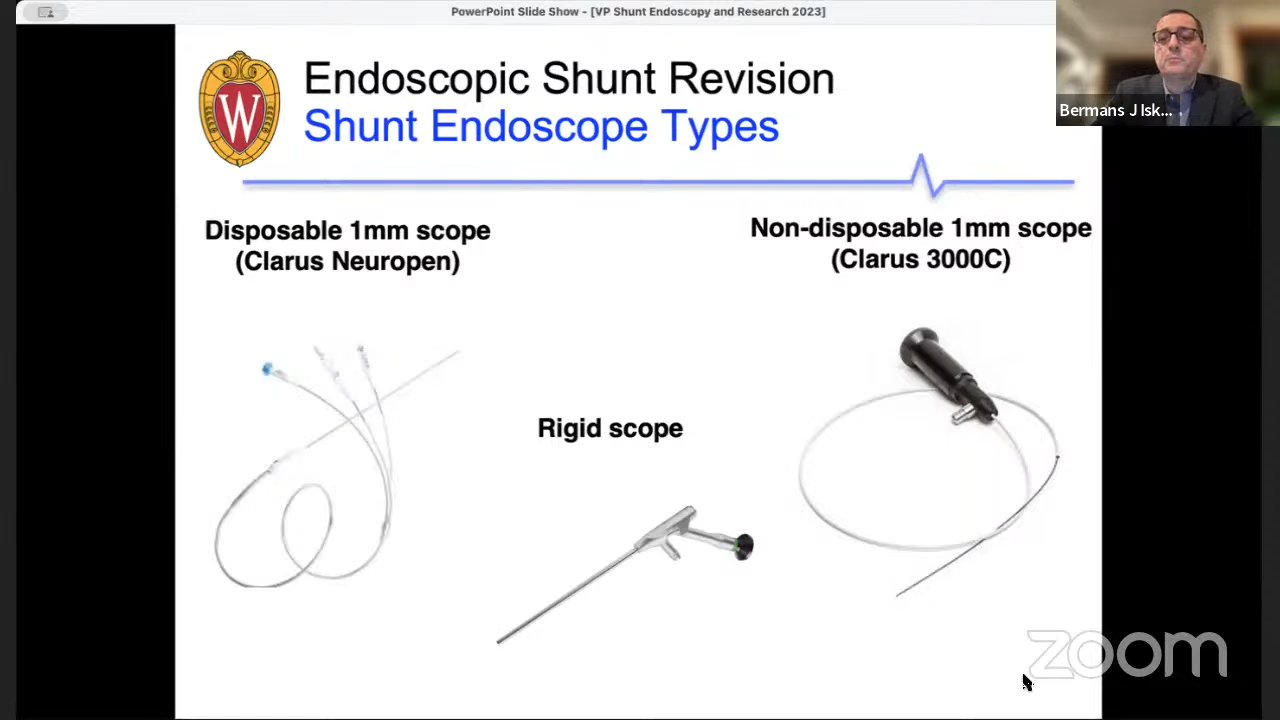 PowerPoint Slide Show - [VP Shunt Endoscopy and Research 2023]
Bermans J Isk...
W
Endoscopic Shunt Revision
Shunt Endoscope Types
Disposable 1mm scope
(Clarus Neuropen)
Non-disposable 1mm scope
(Clarus 3000C)
Rigid scope
zoom